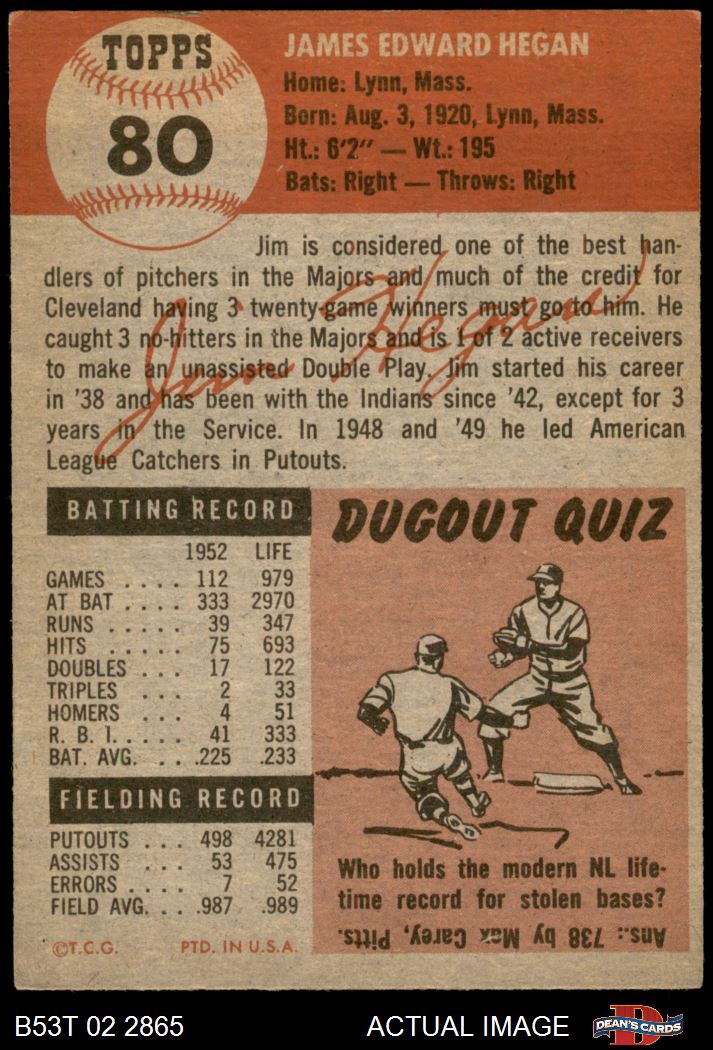 TOPPS
80
JAMES EDWARD HEGAN
Home: Lynn, Mass.
Born: Aug. 3, 1920, Lynn, Mass.
Ht.: 6'2" — Wt.: 195
Bats: Right — Throws: Right
Jim is considered one of the best han-
dlers of pitchers in the Majors and much of the credit for
Cleveland having 3 twenty-game winners must go to him. He
caught 3 no-hitters in the Majors and is 1 of 2 active receivers
to make an unassisted Double Play. Jim started his career
in '38 and has been with the Indians since '42, except for 3
years in the Service. In 1948 and '49 he led American
League Catchers in Putouts.
Jim Hegan
BATTING RECORD
1952 LIFE
GAMES .... 112 979
AT BAT .... 333 2970
RUNS ..... 39 347
HITS ..... 75 693
DOUBLES ... 17 122
TRIPLES ... 2 33
HOMERS ... 4 51
R. B. I. .... 41 333
BAT. AVG. ... .225 .233
FIELDING RECORD
PUTOUTS ... 498 4281
ASSISTS ... 53 475
ERRORS .... 7 52
FIELD AVG. .. .987 .989
©T.C.G. PTD. IN U.S.A.
DUGOUT QUIZ
Who holds the modern NL life-
time record for stolen bases?
Ans.: 738 by Max Carey, Pitts.
B53T 02 2865 ACTUAL IMAGE
D
DEAN'S CARDS